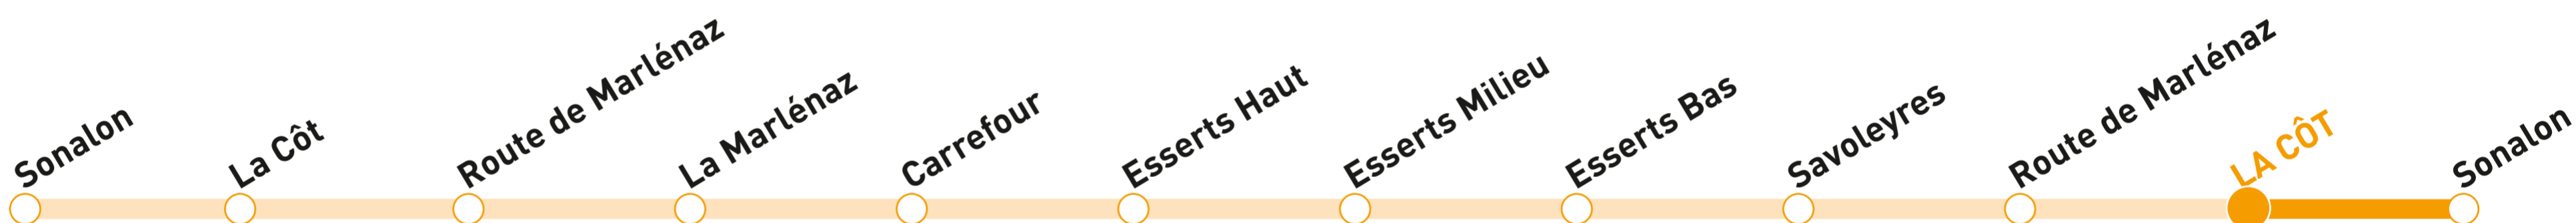 Sonalon
La Côt
Route de Marlénaz
La Marlénaz
Carrefour
Esserts Haut
Esserts Milieu
Esserts Bas
Savoleyres
Route de Marlénaz
LA CÔT
Sonalon